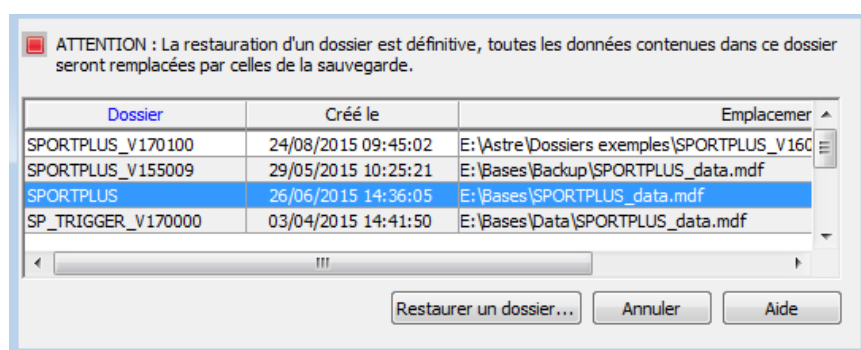 ATTENTION : La restauration d'un dossier est définitive, toutes les données contenues dans ce dossier
seront remplacées par celles de la sauvegarde.
Dossier Créé le Emplacemer
SPORTPLUS_V170100 24/08/2015 09:45:02 E:\Astre\Dossiers exemples\SPORTPLUS_V160
SPORTPLUS_V155009 29/05/2015 10:25:21 E:\Bases\Backup\SPORTPLUS_data.mdf
SPORTPLUS 26/06/2015 14:36:05 E:\Bases\SPORTPLUS_data.mdf
SP_TRIGGER_V170000 03/04/2015 14:41:50 E:\Bases\Data\SPORTPLUS_data.mdf
Restaurer un dossier... Annuler Aide